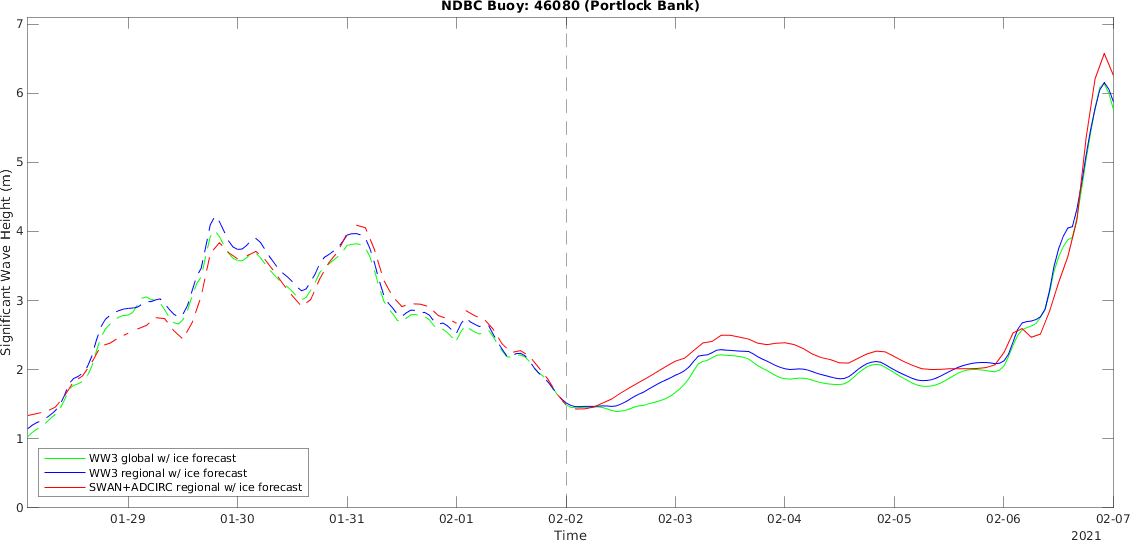 NDBC Buoy: 46080 (Portlock Bank)
7
6
5
4
3
2
1
0
Significant Wave Height (m)
WW3 global w/ ice forecast
WW3 regional w/ ice forecast
SWAN+ADCIRC regional w/ ice forecast
01-29 01-30 01-31 02-01 02-02 02-03 02-04 02-05 02-06 02-07
Time
2021